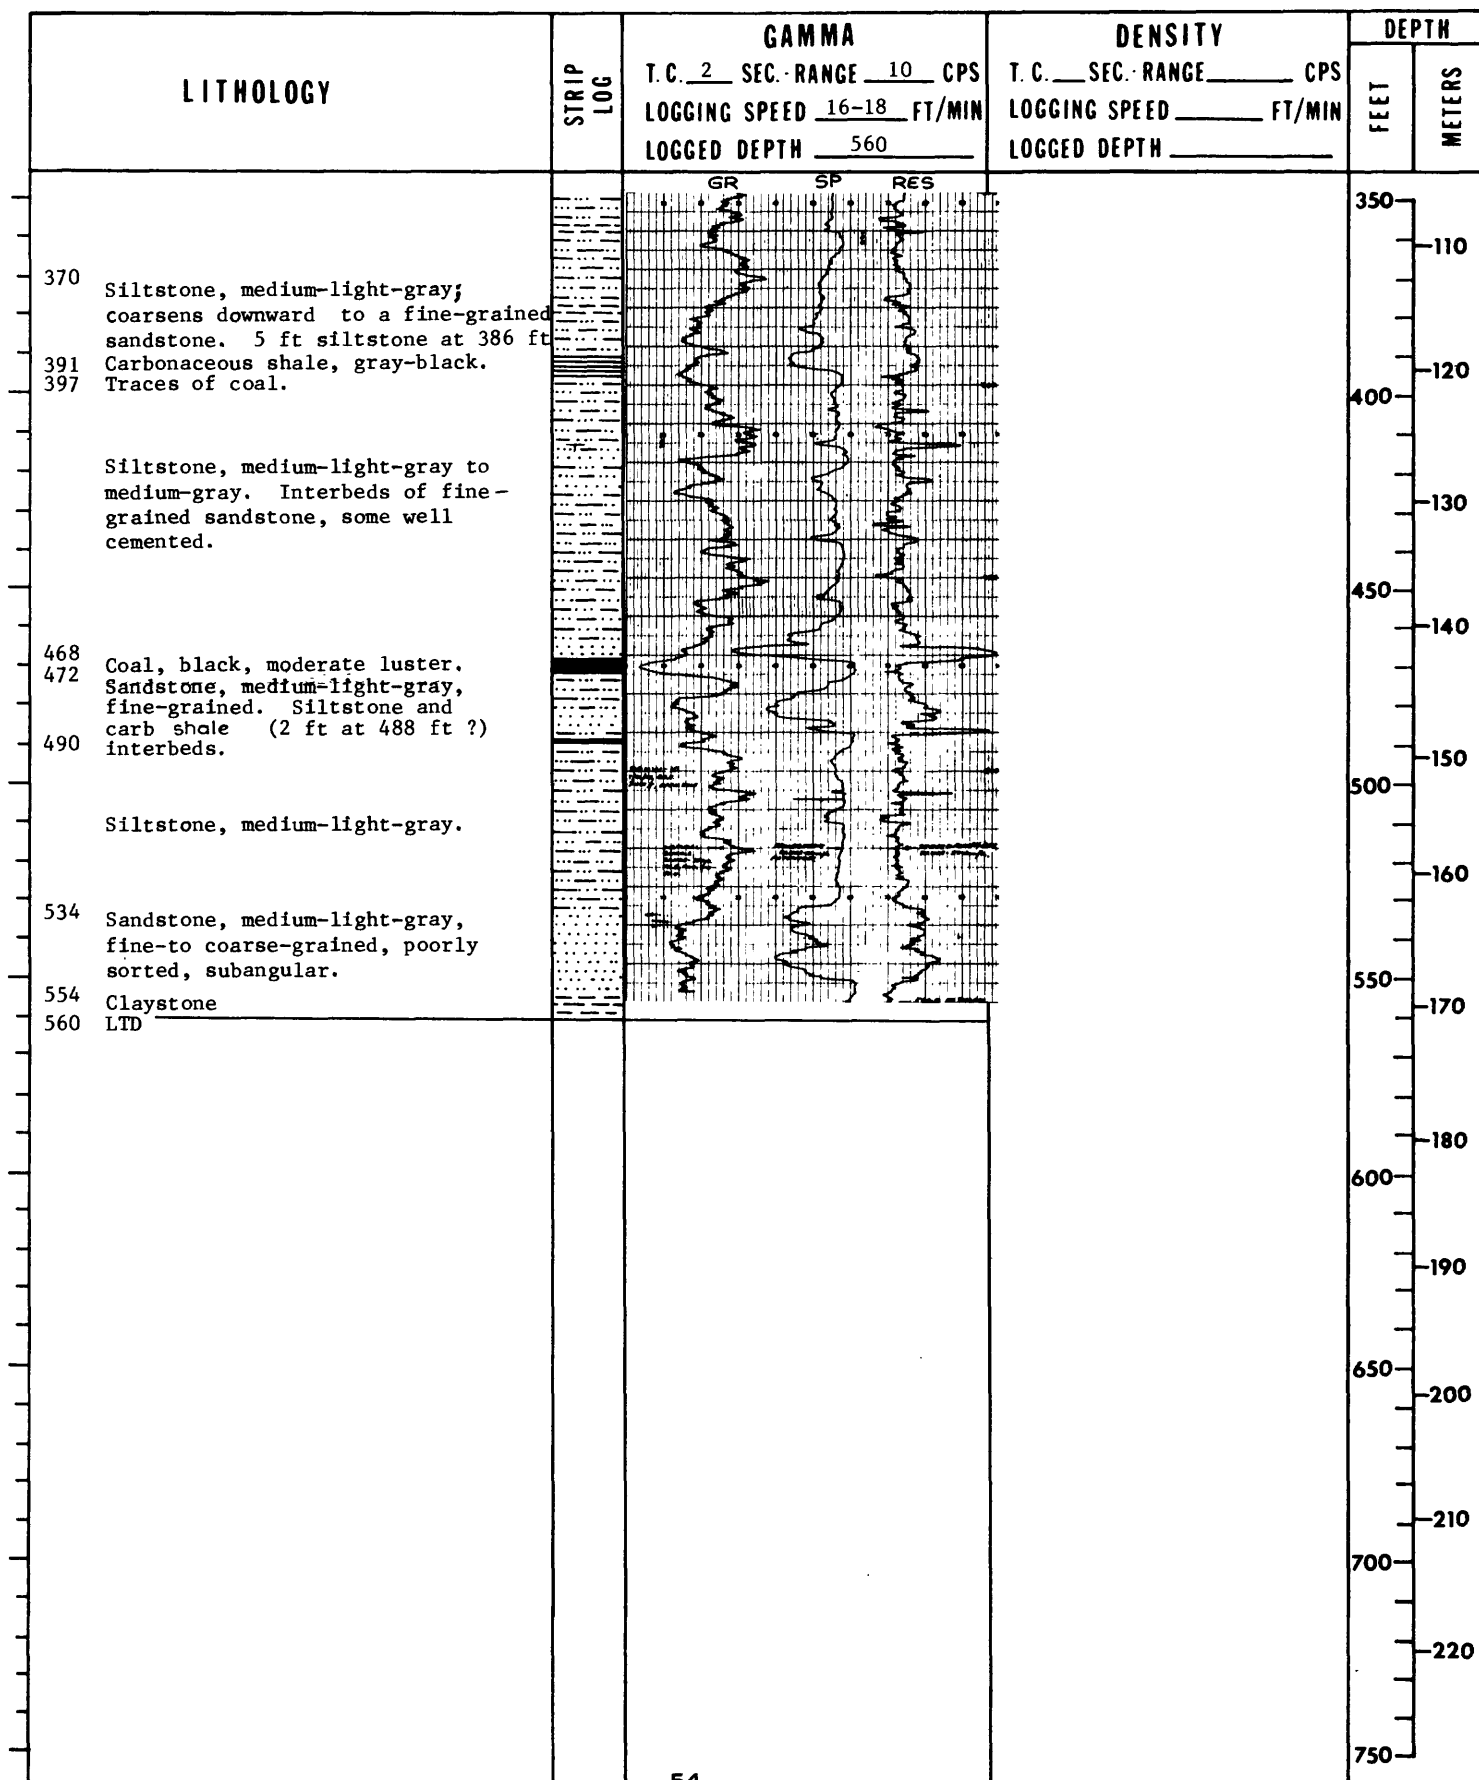 LITHOLOGY
STRIP LOG
GAMMA
T.C. 2 SEC. RANGE 10 CPS
LOGGING SPEED 16-18 FT/MIN
LOGGED DEPTH 560
DENSITY
T.C. SEC. RANGE CPS
LOGGING SPEED FT/MIN
LOGGED DEPTH
DEPTH
FEET
METERS
GR SP RES
370
Siltstone, medium-light-gray;
coarsens downward to a fine-grained
sandstone. 5 ft siltstone at 386 ft
391 Carbonaceous shale, gray-black.
397 Traces of coal.
Siltstone, medium-light-gray to
medium-gray. Interbeds of fine-
grained sandstone, some well
cemented.
468
Coal, black, moderate luster.
472
Sandstone, medium-light-gray,
fine-grained. Siltstone and
carb shale (2 ft at 488 ft ?)
490 interbeds.
Siltstone, medium-light-gray.
534
Sandstone, medium-light-gray,
fine-to coarse-grained, poorly
sorted, subangular.
554
Claystone
560 LTD
350
110
120
400
130
450
140
150
500
160
550
170
180
600
190
650
200
210
700
220
750
54